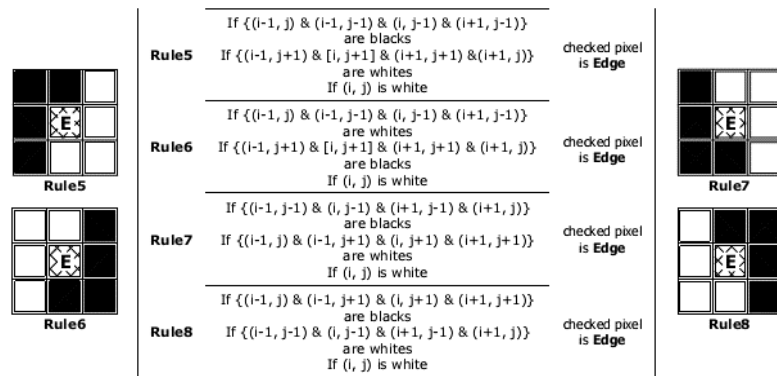 E
Rule5
E
Rule6
Rule5
If {(i-1, j) & (i-1, j-1) & (i, j-1) & (i+1, j-1)}
are blacks
If {(i-1, j+1) & [i, j+1] & (i+1, j+1) &(i+1, j)}
are whites
If (i, j) is white
checked pixel
is Edge
Rule6
If {(i-1, j) & (i-1, j-1) & (i, j-1) & (i+1, j-1)}
are whites
If {(i-1, j+1) & [i, j+1] & (i+1, j+1) & (i+1, j)}
are blacks
If (i, j) is white
checked pixel
is Edge
Rule7
If {(i-1, j-1) & (i, j-1) & (i+1, j-1) & (i+1, j)}
are blacks
If {(i-1, j) & (i-1, j+1) & (i, j+1) & (i+1, j+1)}
are whites
If (i, j) is white
checked pixel
is Edge
Rule8
If {(i-1, j) & (i-1, j+1) & (i, j+1) & (i+1, j+1)}
are blacks
If {(i-1, j-1) & (i, j-1) & (i+1, j-1) & (i+1, j)}
are whites
If (i, j) is white
checked pixel
is Edge
E
Rule7
E
Rule8